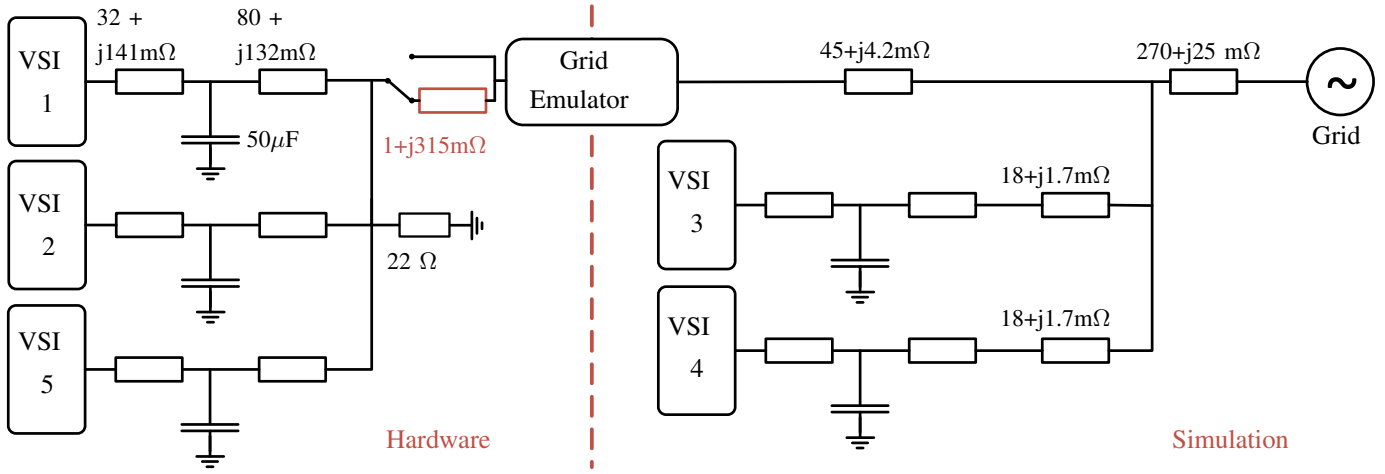 32 +
j141mΩ
80 +
j132mΩ
VSI
1
50μF
1+j315mΩ
Grid
Emulator
45+j4.2mΩ
270+j25 mΩ
~
Grid
VSI
2
22 Ω
VSI
3
18+j1.7mΩ
VSI
5
VSI
4
18+j1.7mΩ
Hardware
Simulation